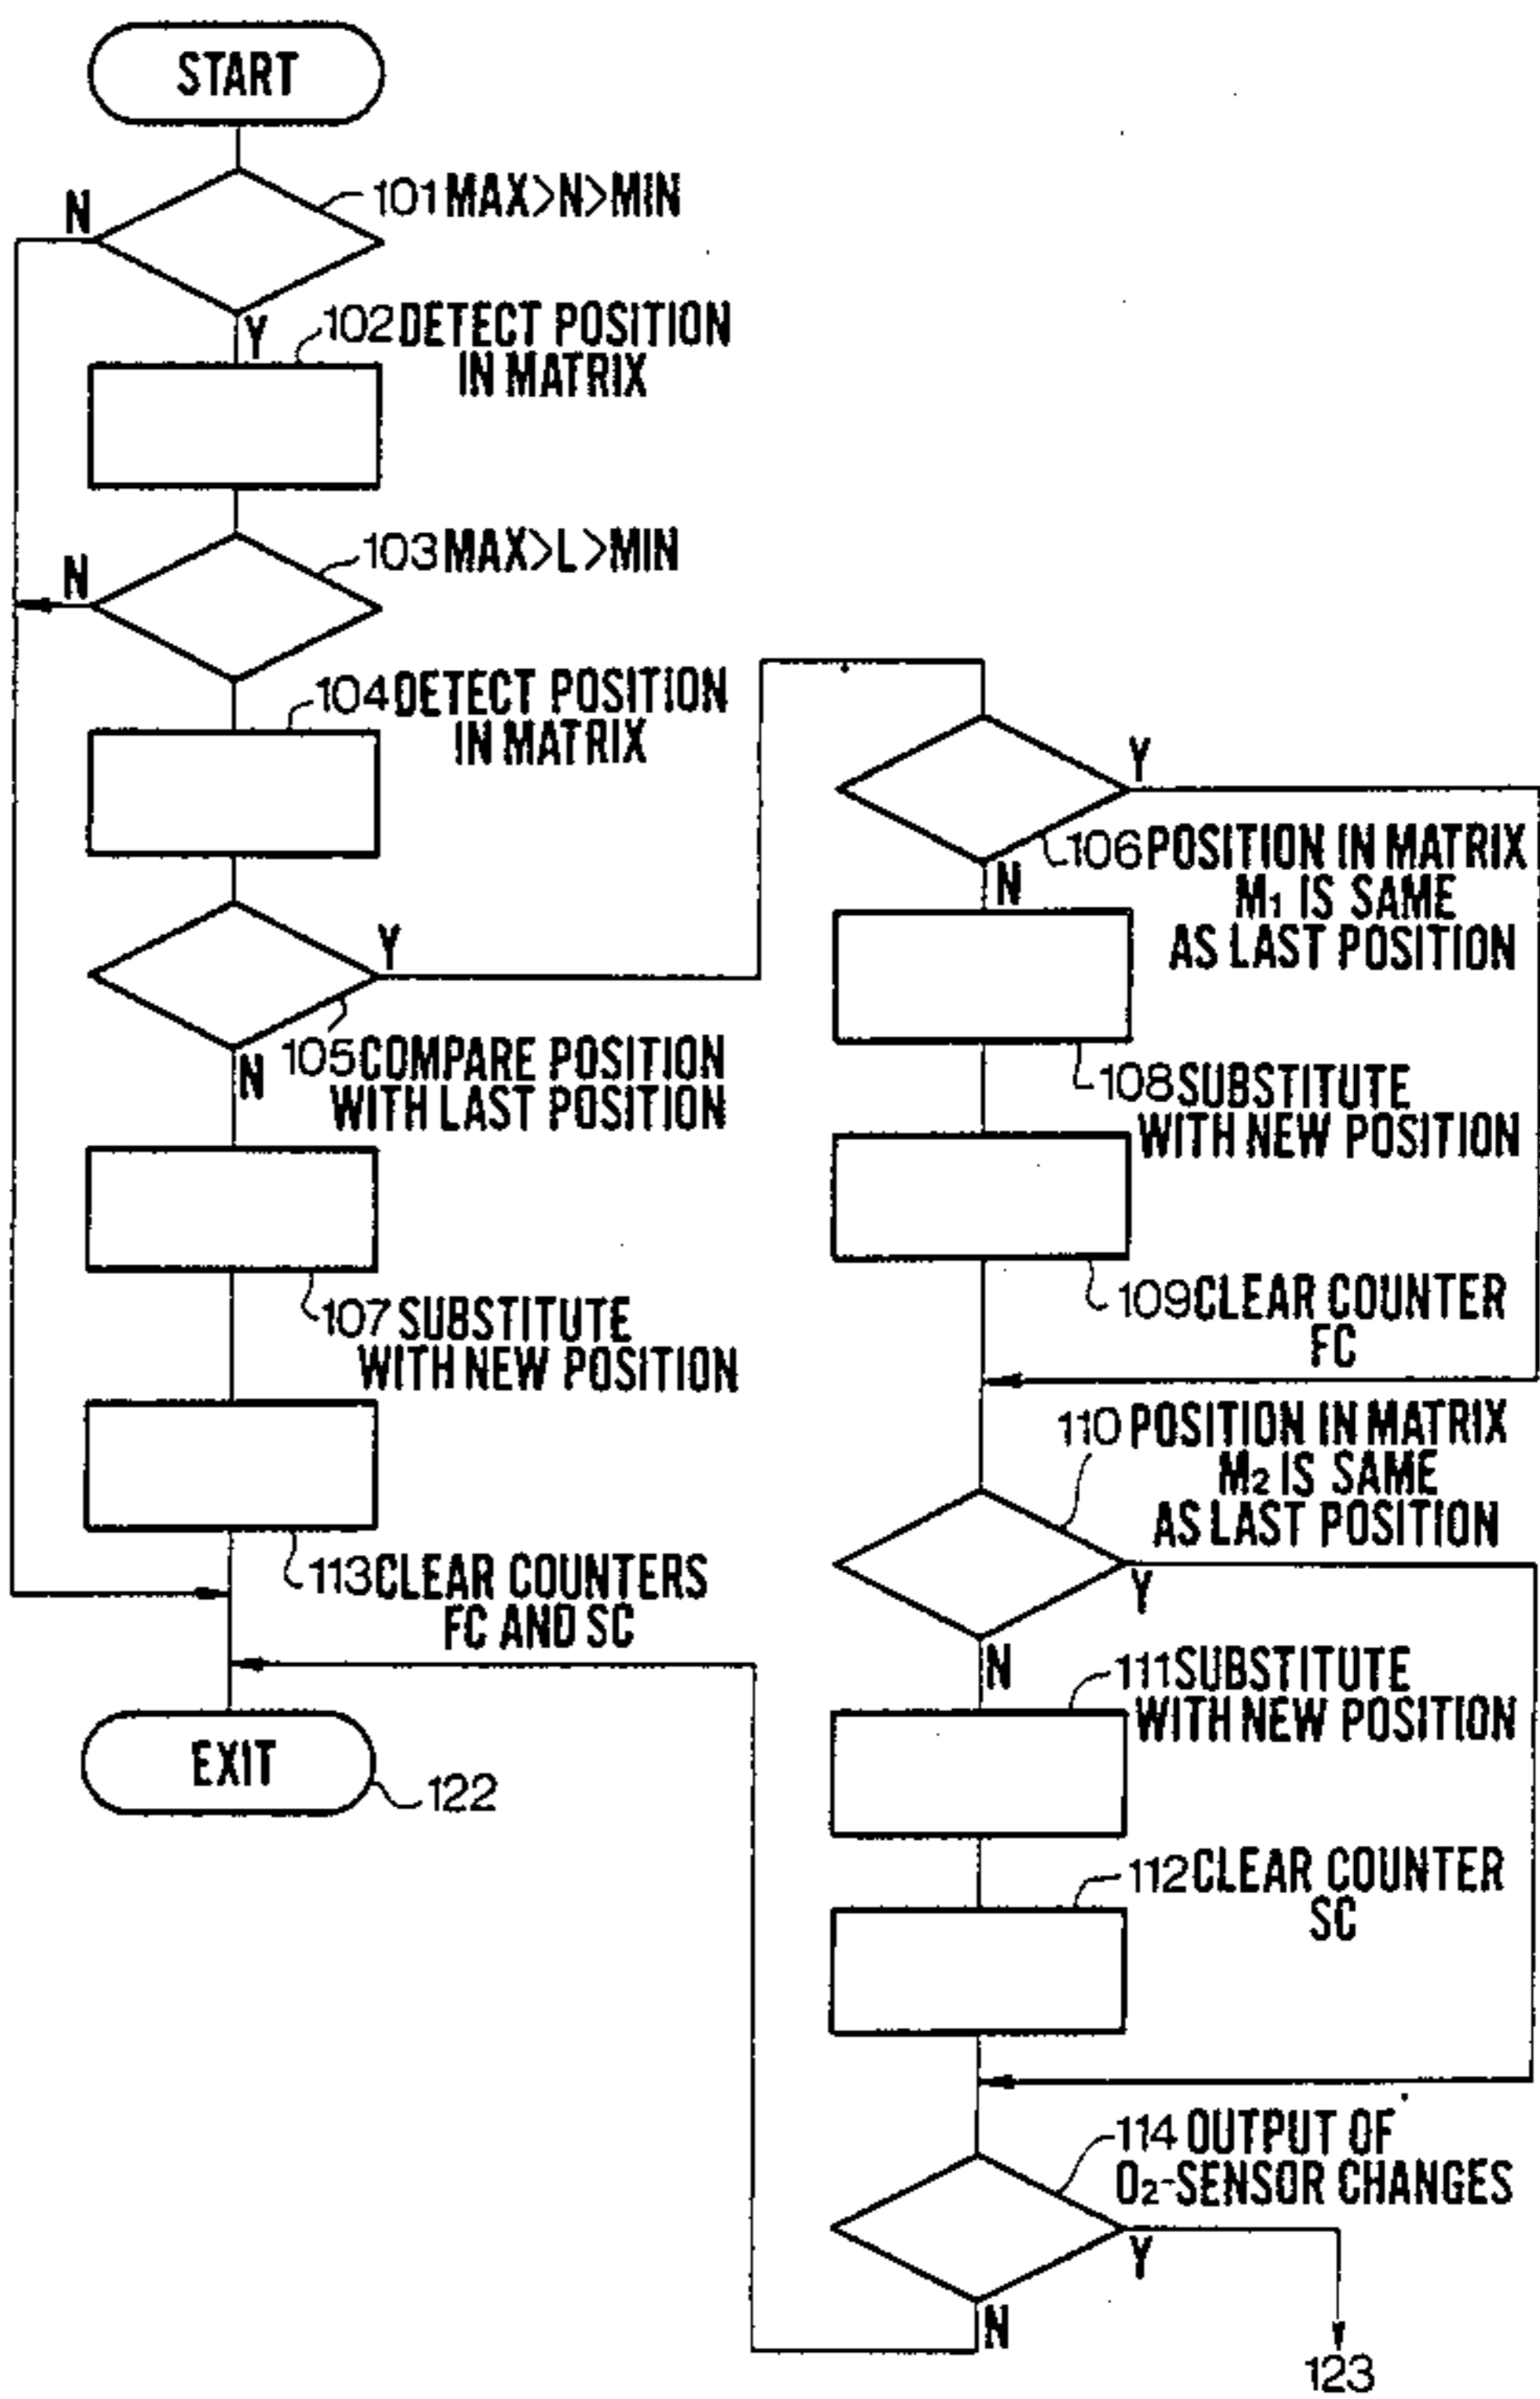 START
N
101 MAX>N>MIN
Y
102 DETECT POSITION
IN MATRIX
N
103 MAX>L>MIN
104 DETECT POSITION
IN MATRIX
Y
105 COMPARE POSITION
WITH LAST POSITION
N
107 SUBSTITUTE
WITH NEW POSITION
113 CLEAR COUNTERS
FC AND SC
EXIT
122
Y
106 POSITION IN MATRIX
M1 IS SAME
AS LAST POSITION
N
108 SUBSTITUTE
WITH NEW POSITION
109 CLEAR COUNTER
FC
110 POSITION IN MATRIX
M2 IS SAME
AS LAST POSITION
Y
N
111 SUBSTITUTE
WITH NEW POSITION
112 CLEAR COUNTER
SC
114 OUTPUT OF
O2-SENSOR CHANGES
Y
N
123